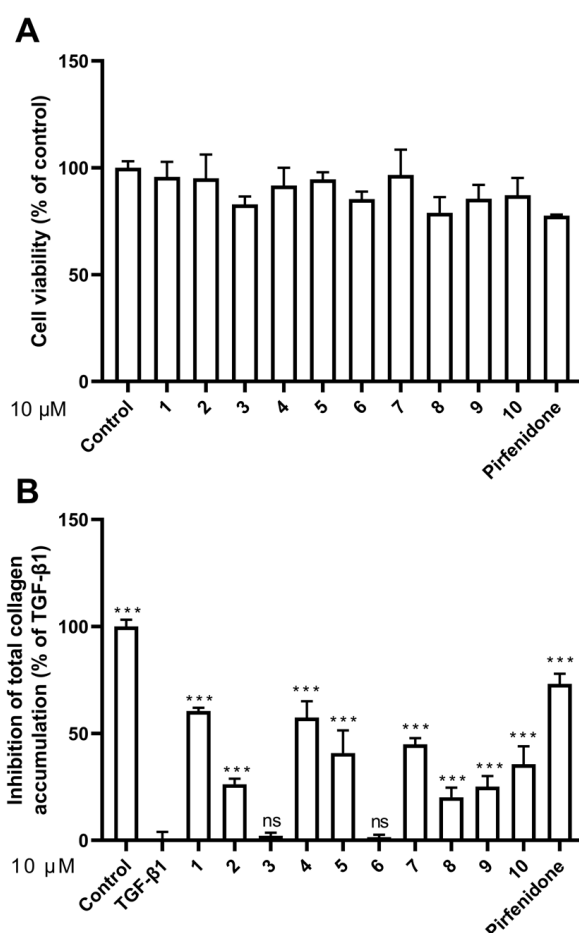 A
Cell viability (% of control)
150
100
50
0
10 μM
Control
1
2
3
4
5
6
7
8
9
10
Pirfenidone
B
Inhibition of total collagen
accumulation (% of TGF-β1)
150
100
50
0
***
***
***
ns
***
***
ns
***
***
***
***
***
10 μM
Control
TGF-β1
1
2
3
4
5
6
7
8
9
10
Pirfenidone